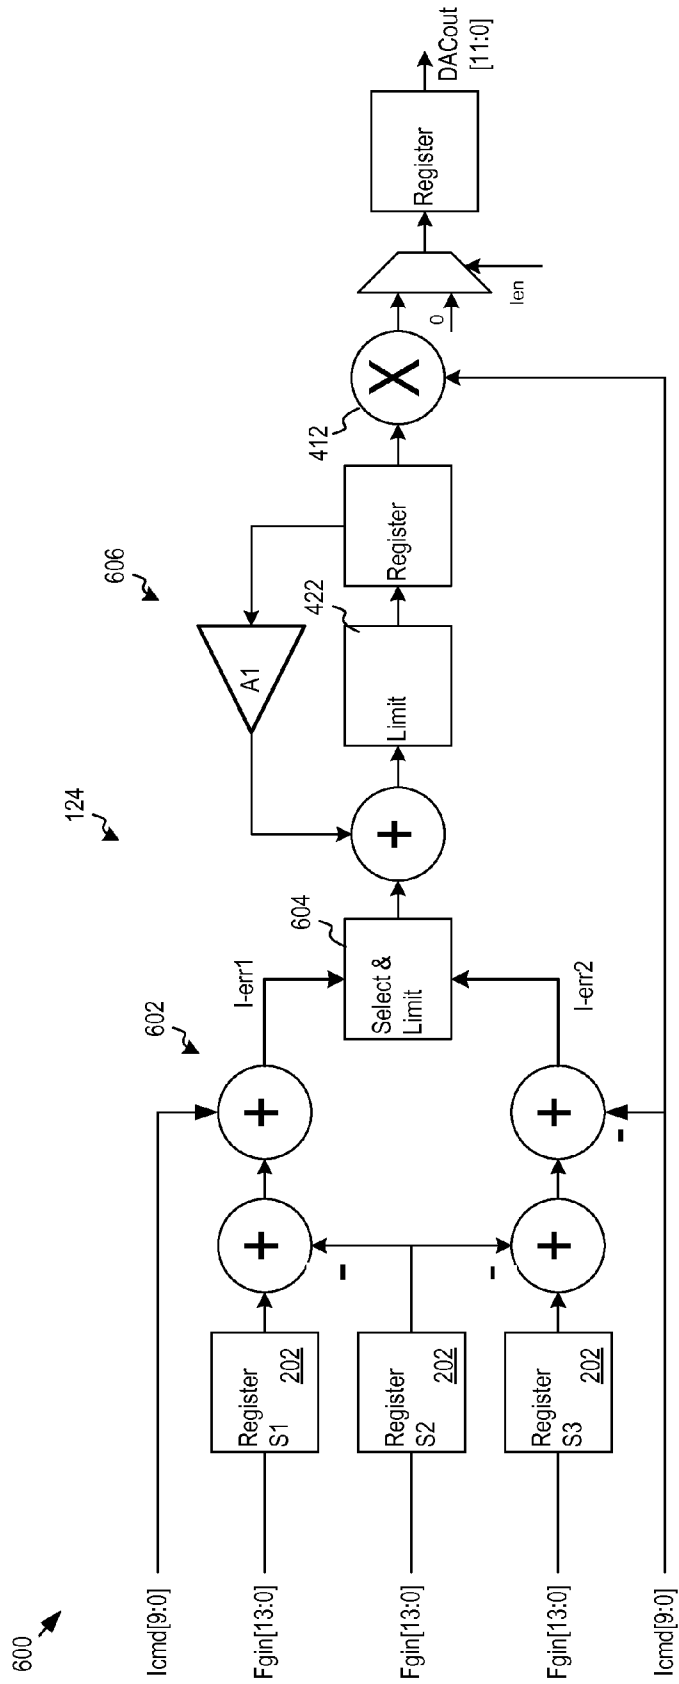 600
Icmd[9:0]
Fgin[13:0]
Fgin[13:0]
Fgin[13:0]
Icmd[9:0]
Register
S1
202
Register
S2
202
Register
S3
202
+
-
+
-
+
+
-
602
I-err1
I-err2
Select &
Limit
604
124
+
A1
606
Limit
422
Register
412
X
0
Ien
Register
DACout
[11:0]